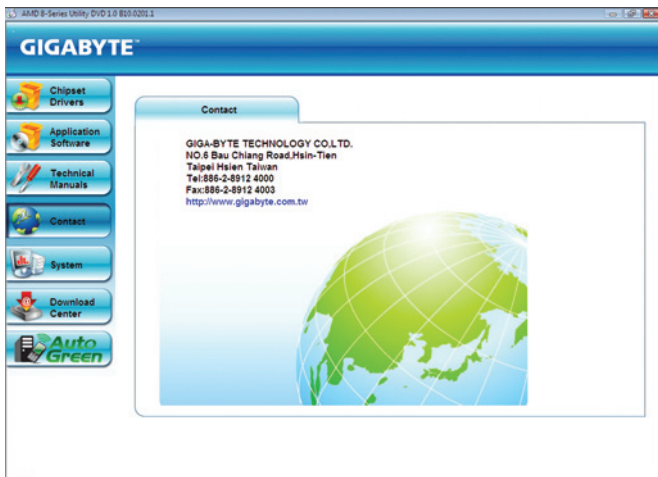 AMD 8-Series Utility DVD 1.0 B10.0201.1
GIGABYTE™
Chipset
Drivers
Application
Software
Technical
Manuals
Contact
System
Download
Center
Auto
Green
Contact
GIGA-BYTE TECHNOLOGY CO.,LTD.
NO.6 Bau Chiang Road,Hsin-Tien
Taipei Hsien Taiwan
Tel:886-2-8912 4000
Fax:886-2-8912 4003
http://www.gigabyte.com.tw